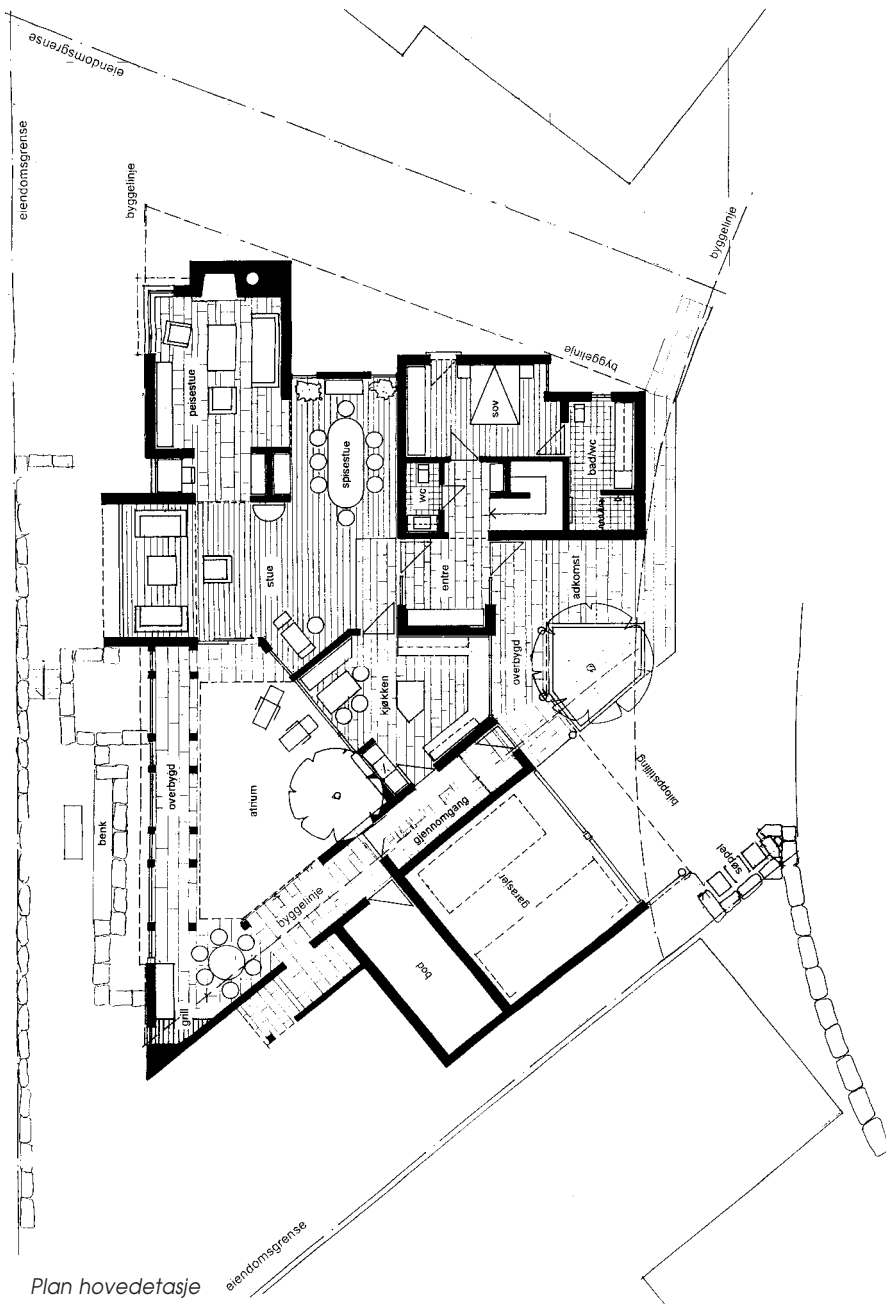 eiendomsgrense
eiendomsgrense
byggelinje
byggelinje
byggelinje
peisestue
spisestue
sov
bad/wc
wc
stue
entre
adkomst
overbygd
kjøkken
overbygd
atrium
benk
gjennomgang
biloppstilling
byggelinje
garasjer
søppel
bod
grill
eiendomsgrense
Plan hovedetasje